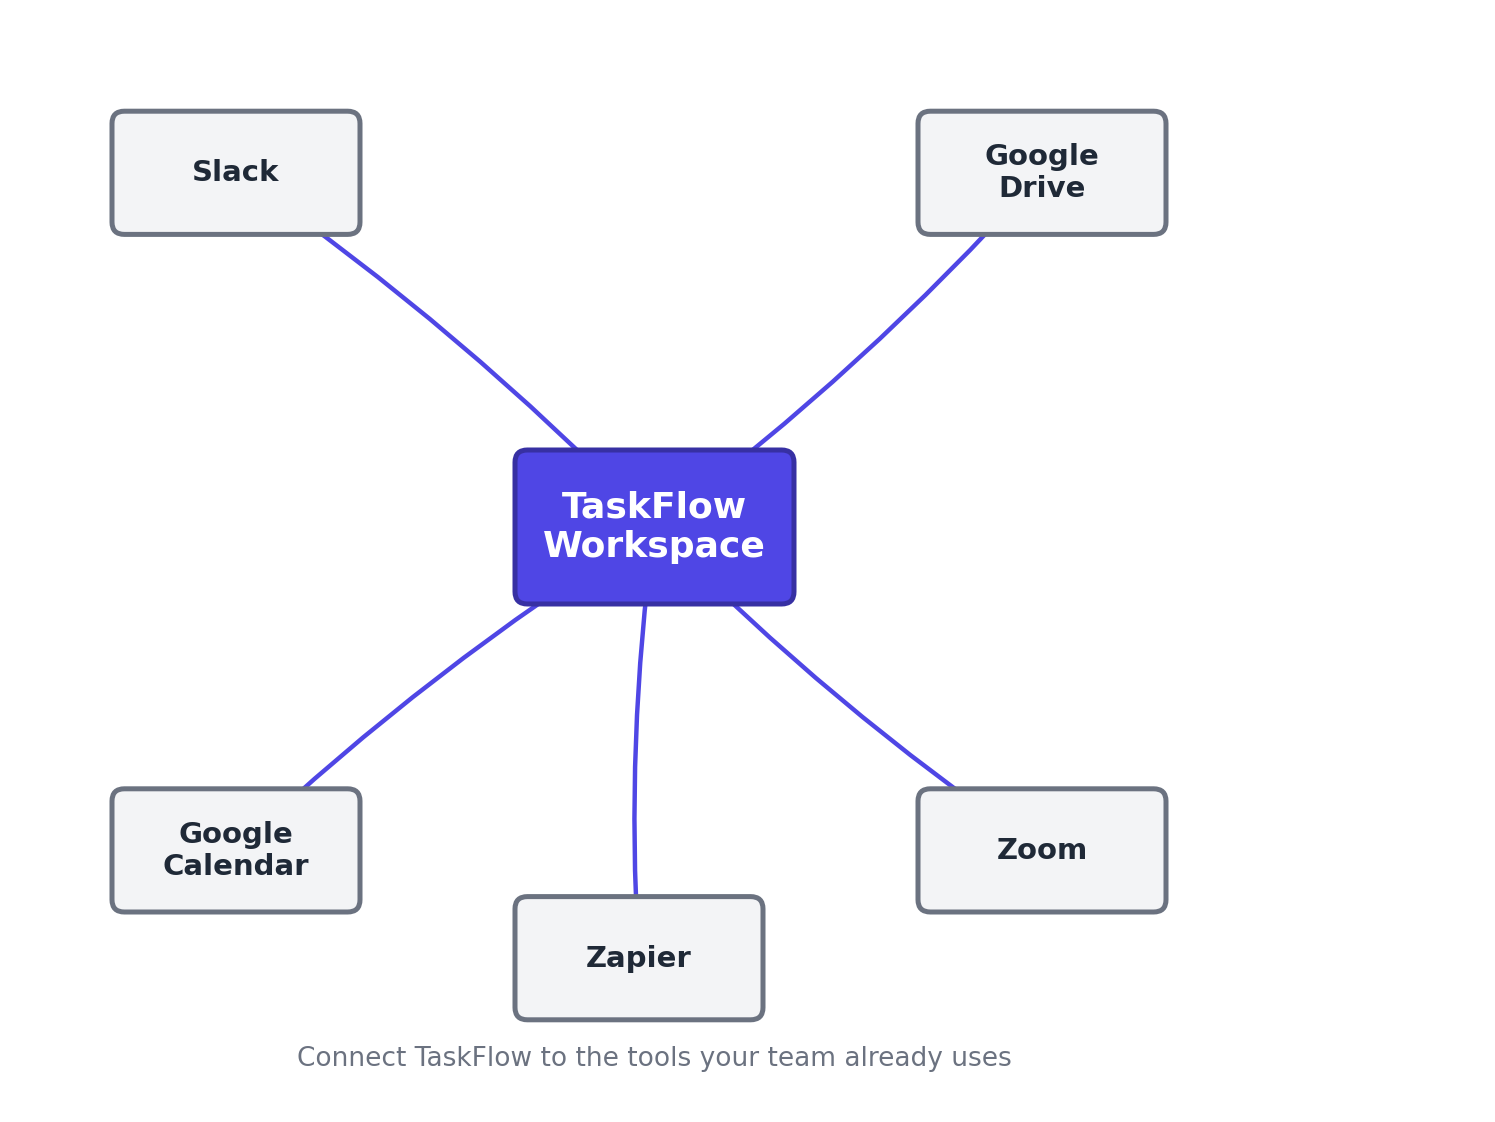 Slack
Google
Drive
TaskFlow
Workspace
Google
Calendar
Zoom
Zapier
Connect TaskFlow to the tools your team already uses